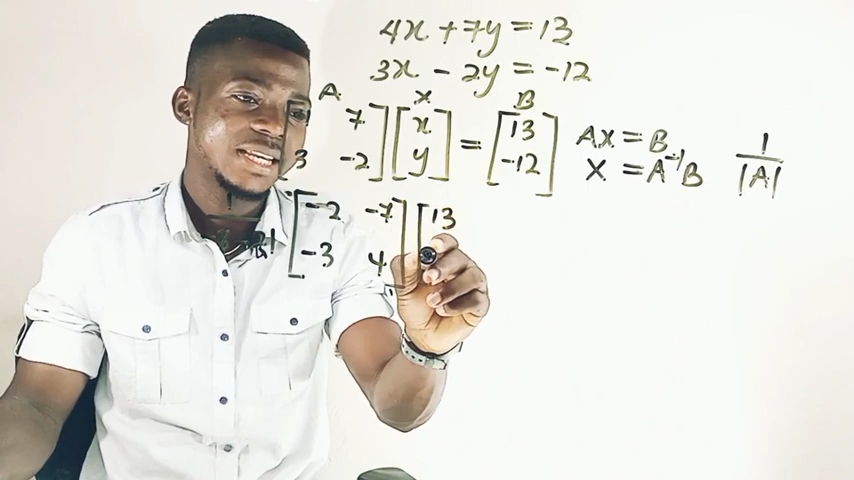 4x + 7y = 13
3x - 2y = -12
A X B
7] [x y] = [13 -12] AX = B 1/|A|
3 -2 X = A⁻¹B
1 [-2 -7] [13
-3 4